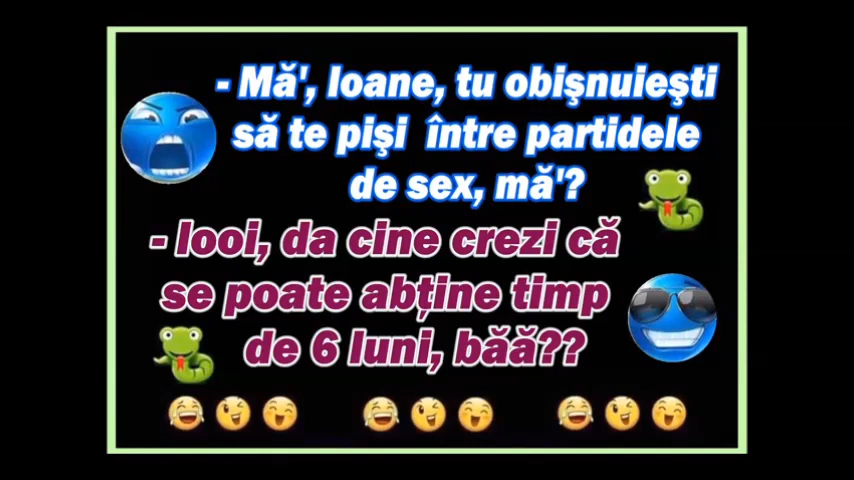 - Mă', Ioane, tu obişnuieşti
să te pişi între partidele
de sex, mă'?
- Iooi, da cine crezi că
se poate abţine timp
de 6 luni, băă??